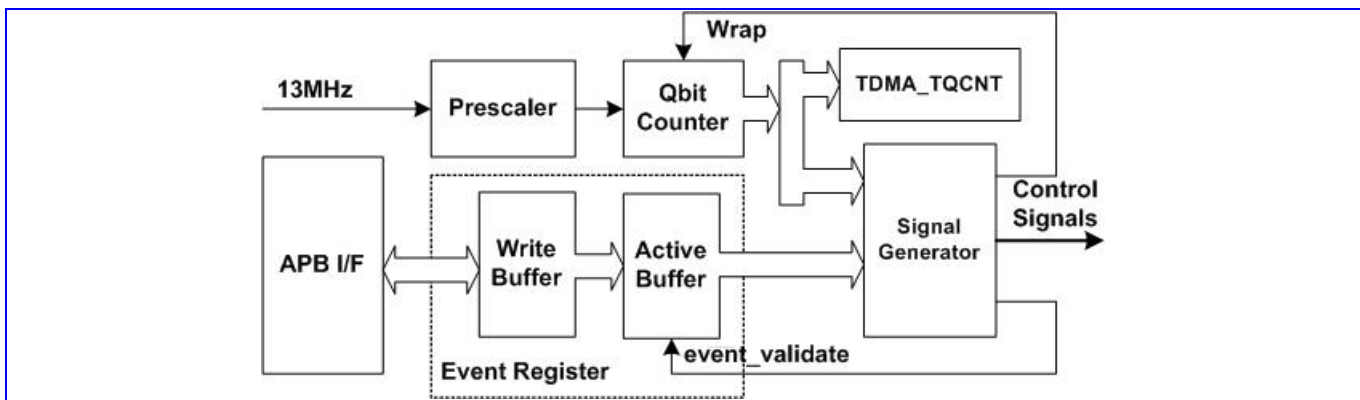 Wrap
13MHz
Prescaler
Qbit
Counter
TDMA_TQCNT
APB I/F
Write
Buffer
Active
Buffer
Signal
Generator
Control
Signals
event_validate
Event Register